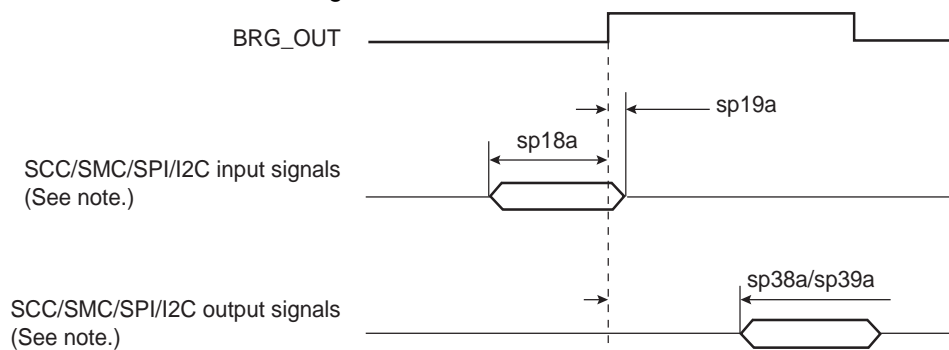 BRG_OUT
sp19a
sp18a
SCC/SMC/SPI/I2C input signals
(See note.)
sp38a/sp39a
SCC/SMC/SPI/I2C output signals
(See note.)